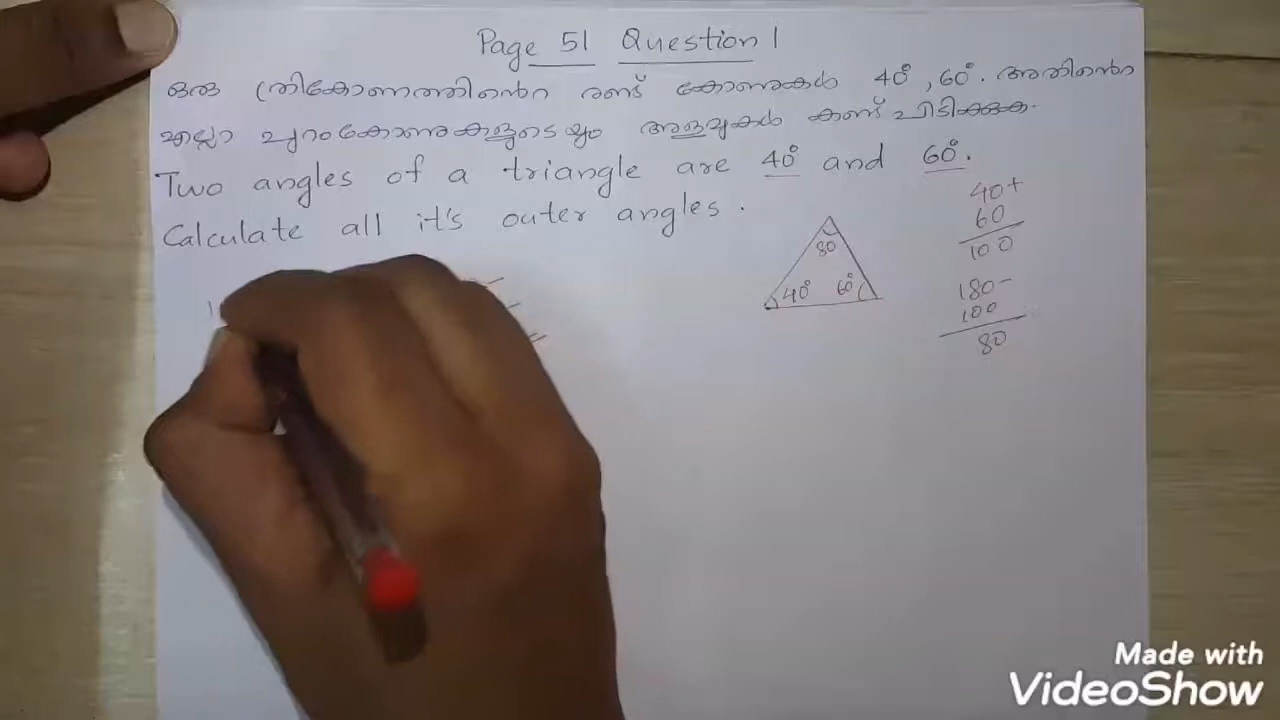 Page 51 Question 1
ഒരു ത്രികോണത്തിന്റെ രണ്ട് കോണുകൾ 40°, 60°. അതിന്റെ
എല്ലാ പുറംകോണുകളുടെയും അളവുകൾ കണ്ട് പിടിക്കുക.
Two angles of a triangle are 40° and 60°.
Calculate all it's outer angles.
40+
60
100
180-
100
80
80
40° 60°
Made with
VideoShow